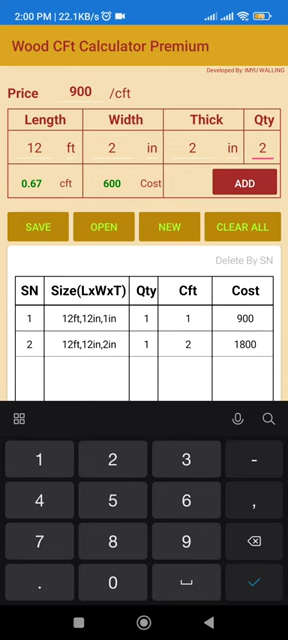 2:00 PM | 22.1KB/s
Wood CFt Calculator Premium
Developed By: JMYU WALLING
Price 900 /cft
Length Width Thick Qty
12 ft 2 in 2 in 2
0.67 cft 600 Cost ADD
SAVE OPEN NEW CLEAR ALL
Delete By SN
SN Size(LxWxT) Qty Cft Cost
1 12ft,12in,1in 1 1 900
2 12ft,12in,2in 1 2 1800
1 2 3 -
4 5 6 ,
7 8 9
. 0